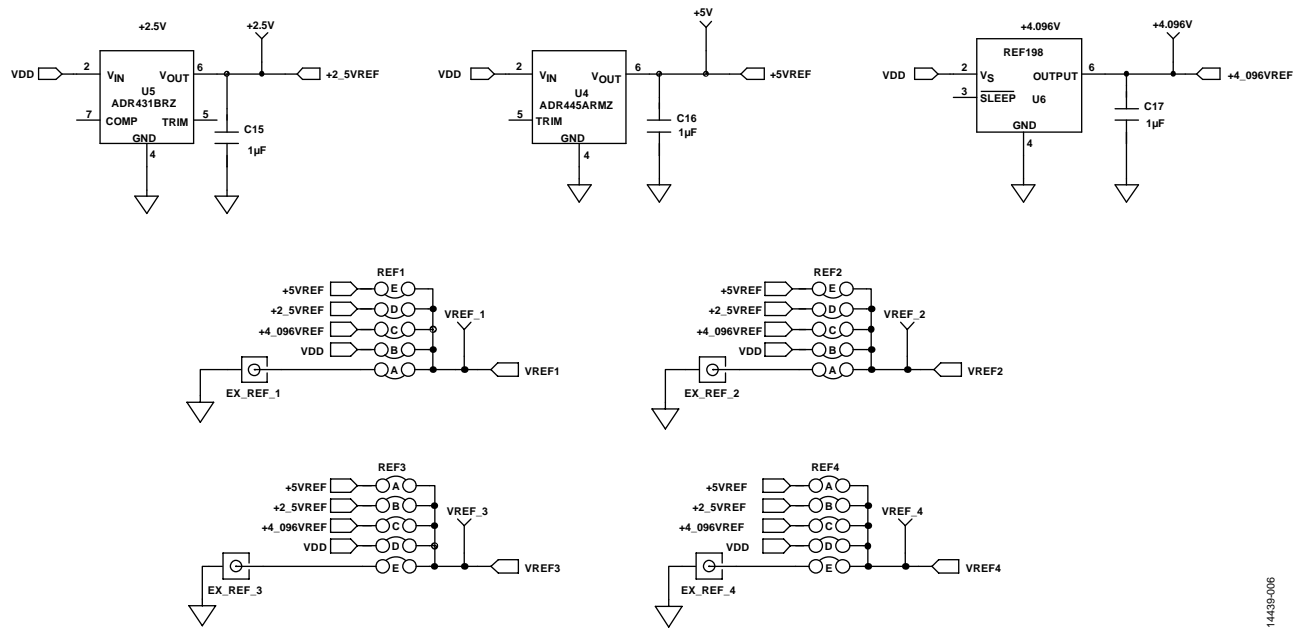 +2.5V
+2.5V
VDD
2
VIN
VOUT
6
+2_5VREF
U5
ADR431BRZ
7
COMP
TRIM
5
GND
4
C15
1µF
+5V
VDD
2
VIN
VOUT
6
+5VREF
U4
ADR445ARMZ
5
TRIM
GND
4
C16
1µF
+4.096V
+4.096V
REF198
VDD
2
VS
OUTPUT
6
+4_096VREF
3
SLEEP
U6
GND
4
C17
1µF
REF1
+5VREF
E
+2_5VREF
D
VREF_1
+4_096VREF
C
VDD
B
A
VREF1
EX_REF_1
REF2
+5VREF
E
+2_5VREF
D
VREF_2
+4_096VREF
C
VDD
B
A
VREF2
EX_REF_2
REF3
+5VREF
A
+2_5VREF
B
VREF_3
+4_096VREF
C
VDD
D
E
VREF3
EX_REF_3
REF4
+5VREF
A
+2_5VREF
B
VREF_4
+4_096VREF
C
VDD
D
E
VREF4
EX_REF_4
14439-006